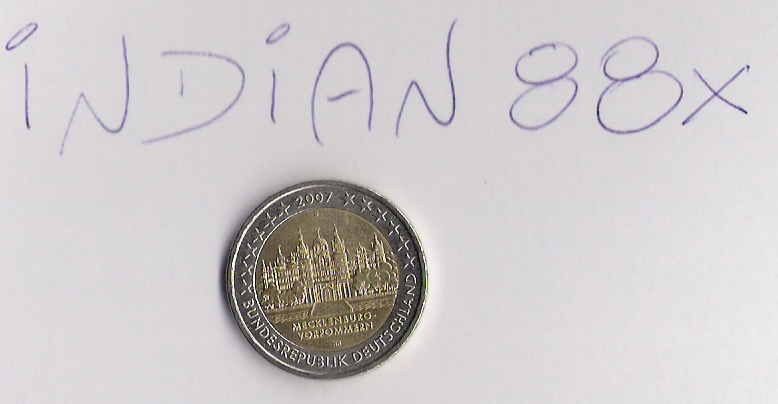 iNDiAN 88x
2007
MECKLENBURG-
VORPOMMERN
BUNDESREPUBLIK DEUTSCHLAND